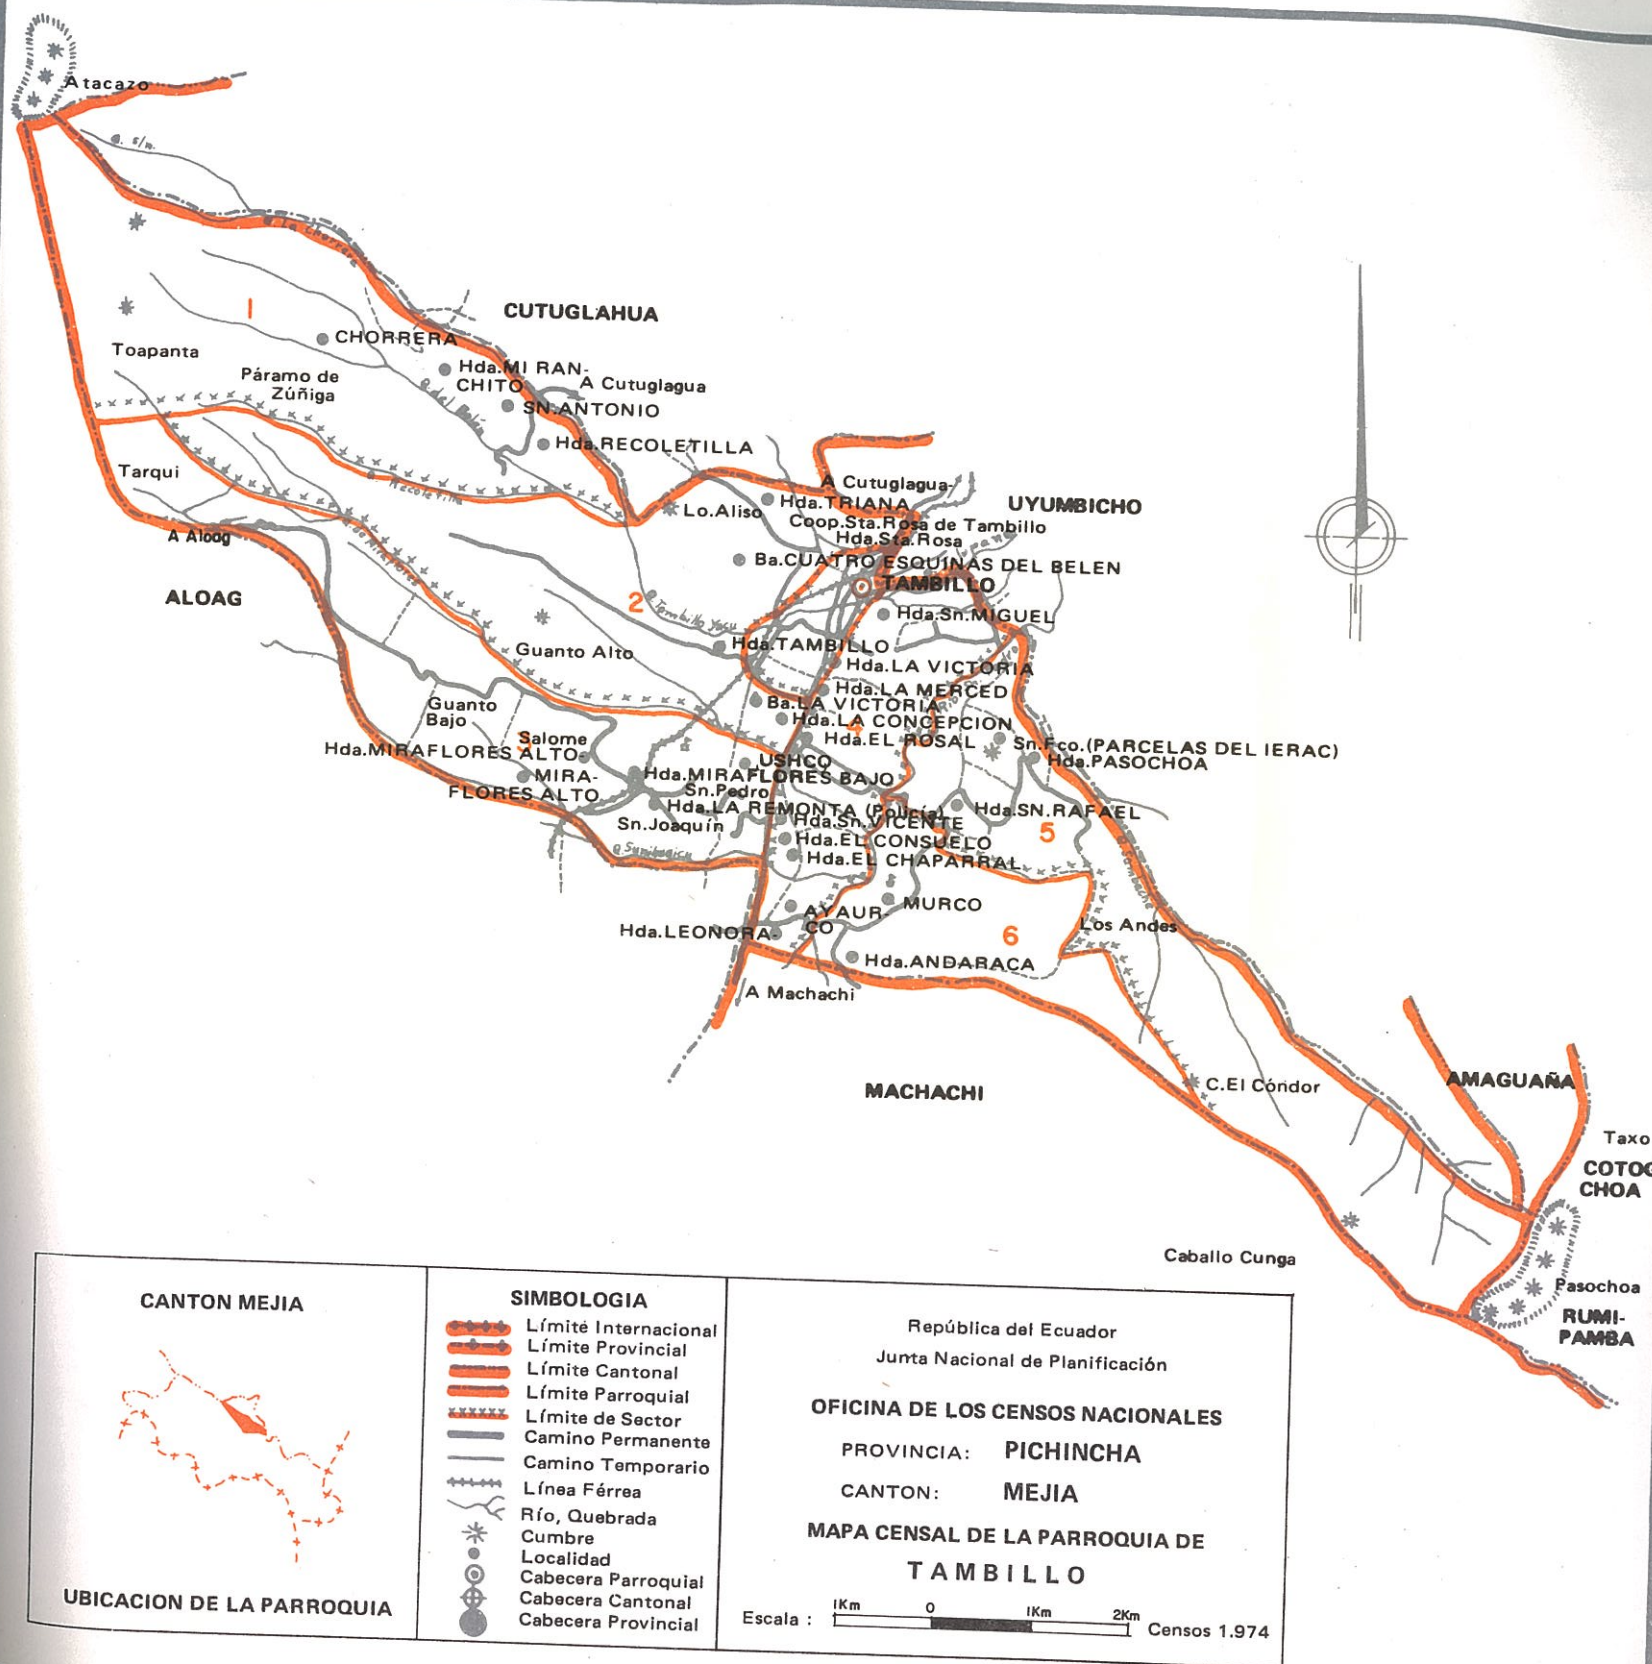 Atacazo
Q. s/n.
La Chorrera
CUTUGLAHUA
1
CHORRERA
Toapanta
Hda.MI RAN-
CHITO
Páramo de
Zúñiga
A Cutuglagua
Q. del Belén
SN.ANTONIO
Hda.RECOLETILLA
Tarqui
Q. Recoletilla
A Cutuglagua
Hda.TRIANA
UYUMBICHO
Lo.Aliso
Coop.Sta.Rosa de Tambillo
Hda.Sta.Rosa
A Aloag
Ba.CUATRO ESQUINAS DEL BELEN
TAMBILLO
ALOAG
2
Q. Tambillo Yacu
Hda.Sn.MIGUEL
Guanto Alto
Hda.TAMBILLO
Hda.LA VICTORIA
Hda.LA MERCED
Guanto
Bajo
Ba.LA VICTORIA
Hda.LA CONCEPCION
4
Salome
Hda.EL ROSAL
Sn.Fco.(PARCELAS DEL IERAC)
Hda.MIRAFLORES ALTO
3
USHCO
Hda.PASOCHOA
MIRA-
FLORES ALTO
Hda.MIRAFLORES BAJO
Sn.Pedro
Hda.LA REMONTA (Policía)
Hda.SN.RAFAEL
Sn.Joaquín
Hda.Sn.VICENTE
5
Hda.EL CONSUELO
Hda.EL CHAPARRAL
MURCO
AYAUR-
CO
Hda.LEONORA
6
Los Andes
Hda.ANDARACA
A Machachi
MACHACHI
C.El Cóndor
AMAGUAÑA
Taxo
COTOG
CHOA
Caballo Cunga
Pasochoa
RUMI-
PAMBA
CANTON MEJIA
UBICACION DE LA PARROQUIA
SIMBOLOGIA
Límite Internacional
Límite Provincial
Límite Cantonal
Límite Parroquial
Límite de Sector
Camino Permanente
Camino Temporario
Línea Férrea
Río, Quebrada
Cumbre
Localidad
Cabecera Parroquial
Cabecera Cantonal
Cabecera Provincial
República del Ecuador
Junta Nacional de Planificación
OFICINA DE LOS CENSOS NACIONALES
PROVINCIA: PICHINCHA
CANTON: MEJIA
MAPA CENSAL DE LA PARROQUIA DE
TAMBILLO
Escala : 1Km 0 1Km 2Km Censos 1.974